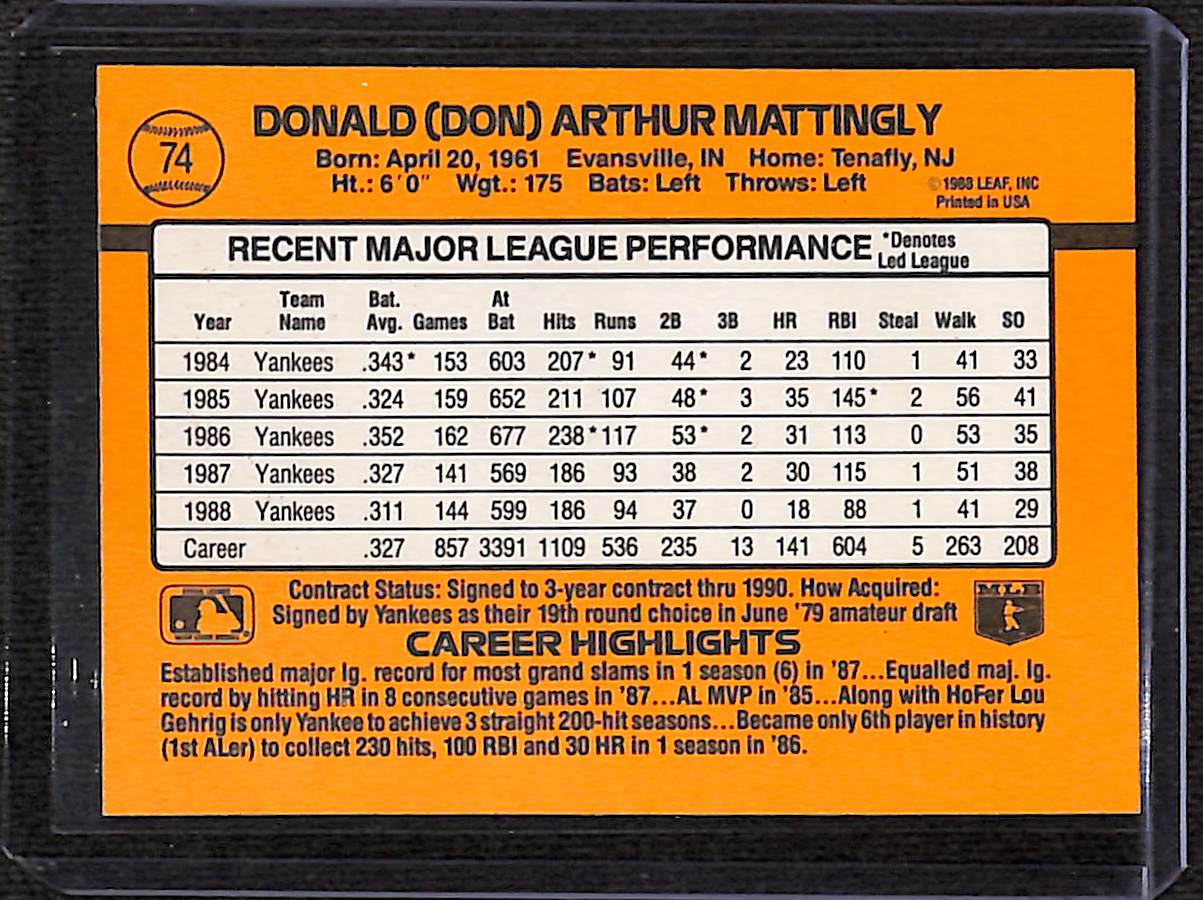 DONALD (DON) ARTHUR MATTINGLY
74
Born: April 20, 1961 Evansville, IN Home: Tenafly, NJ
Ht.: 6'0" Wgt.: 175 Bats: Left Throws: Left
©1988 LEAF, INC
Printed in USA
RECENT MAJOR LEAGUE PERFORMANCE *Denotes
Led League
Team Bat. At
Year Name Avg. Games Bat Hits Runs 2B 3B HR RBI Steal Walk SO
1984 Yankees .343* 153 603 207* 91 44* 2 23 110 1 41 33
1985 Yankees .324 159 652 211 107 48* 3 35 145* 2 56 41
1986 Yankees .352 162 677 238* 117 53* 2 31 113 0 53 35
1987 Yankees .327 141 569 186 93 38 2 30 115 1 51 38
1988 Yankees .311 144 599 186 94 37 0 18 88 1 41 29
Career .327 857 3391 1109 536 235 13 141 604 5 263 208
Contract Status: Signed to 3-year contract thru 1990. How Acquired:
Signed by Yankees as their 19th round choice in June '79 amateur draft
MLB
CAREER HIGHLIGHTS
Established major lg. record for most grand slams in 1 season (6) in '87...Equalled maj. lg.
record by hitting HR in 8 consecutive games in '87...AL MVP in '85...Along with HoFer Lou
Gehrig is only Yankee to achieve 3 straight 200-hit seasons...Became only 6th player in history
(1st ALer) to collect 230 hits, 100 RBI and 30 HR in 1 season in '86.